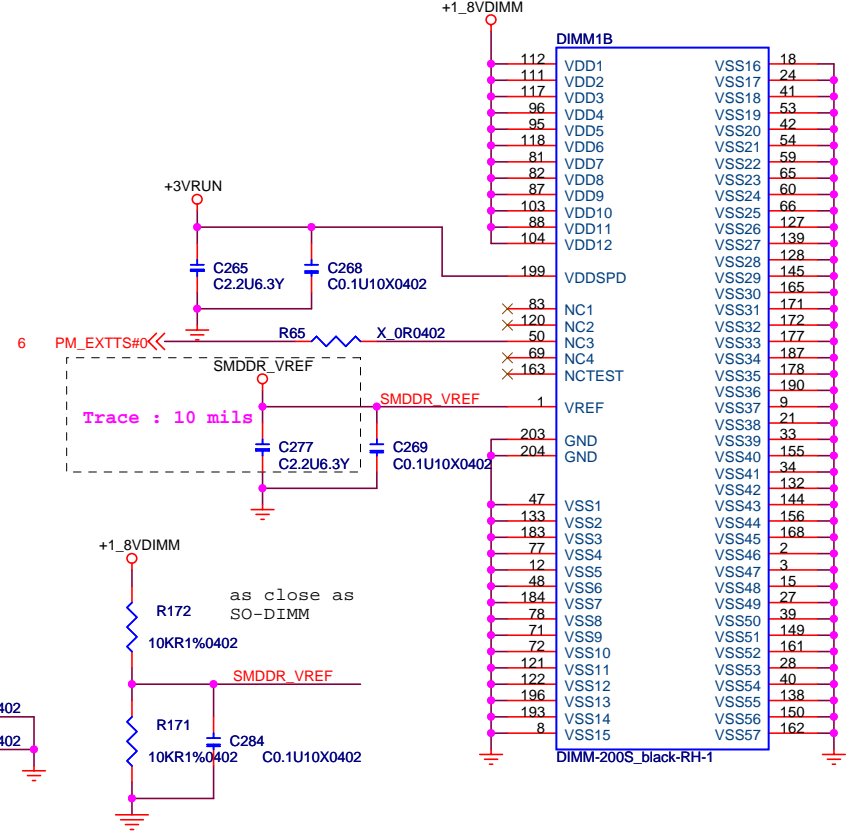 +1_8VDIMM
DIMM1B
112 VDD1 VSS16 18
111 VDD2 VSS17 24
117 VDD3 VSS18 41
96 VDD4 VSS19 53
95 VDD5 VSS20 42
118 VDD6 VSS21 54
81 VDD7 VSS22 59
82 VDD8 VSS23 65
87 VDD9 VSS24 60
103 VDD10 VSS25 66
88 VDD11 VSS26 127
104 VDD12 VSS27 139
VSS28 128
199 VDDSPD VSS29 145
VSS30 165
83 NC1 VSS31 171
120 NC2 VSS32 172
50 NC3 VSS33 177
69 NC4 VSS34 187
163 NCTEST VSS35 178
VSS36 190
1 VREF VSS37 9
VSS38 21
203 GND VSS39 33
204 GND VSS40 155
VSS41 34
VSS42 132
47 VSS1 VSS43 144
133 VSS2 VSS44 156
183 VSS3 VSS45 168
77 VSS4 VSS46 2
12 VSS5 VSS47 3
48 VSS6 VSS48 15
184 VSS7 VSS49 27
78 VSS8 VSS50 39
71 VSS9 VSS51 149
72 VSS10 VSS52 161
121 VSS11 VSS53 28
122 VSS12 VSS54 40
196 VSS13 VSS55 138
193 VSS14 VSS56 150
8 VSS15 VSS57 162
DIMM-200S_black-RH-1
+3VRUN
C265
C2.2U6.3Y
C268
C0.1U10X0402
6 PM_EXTTS#0
R65 X_0R0402
SMDDR_VREF
SMDDR_VREF
Trace : 10 mils
C277
C2.2U6.3Y
C269
C0.1U10X0402
+1_8VDIMM
as close as
SO-DIMM
R172
10KR1%0402
SMDDR_VREF
R171
10KR1%0402
C284
C0.1U10X0402
402
402